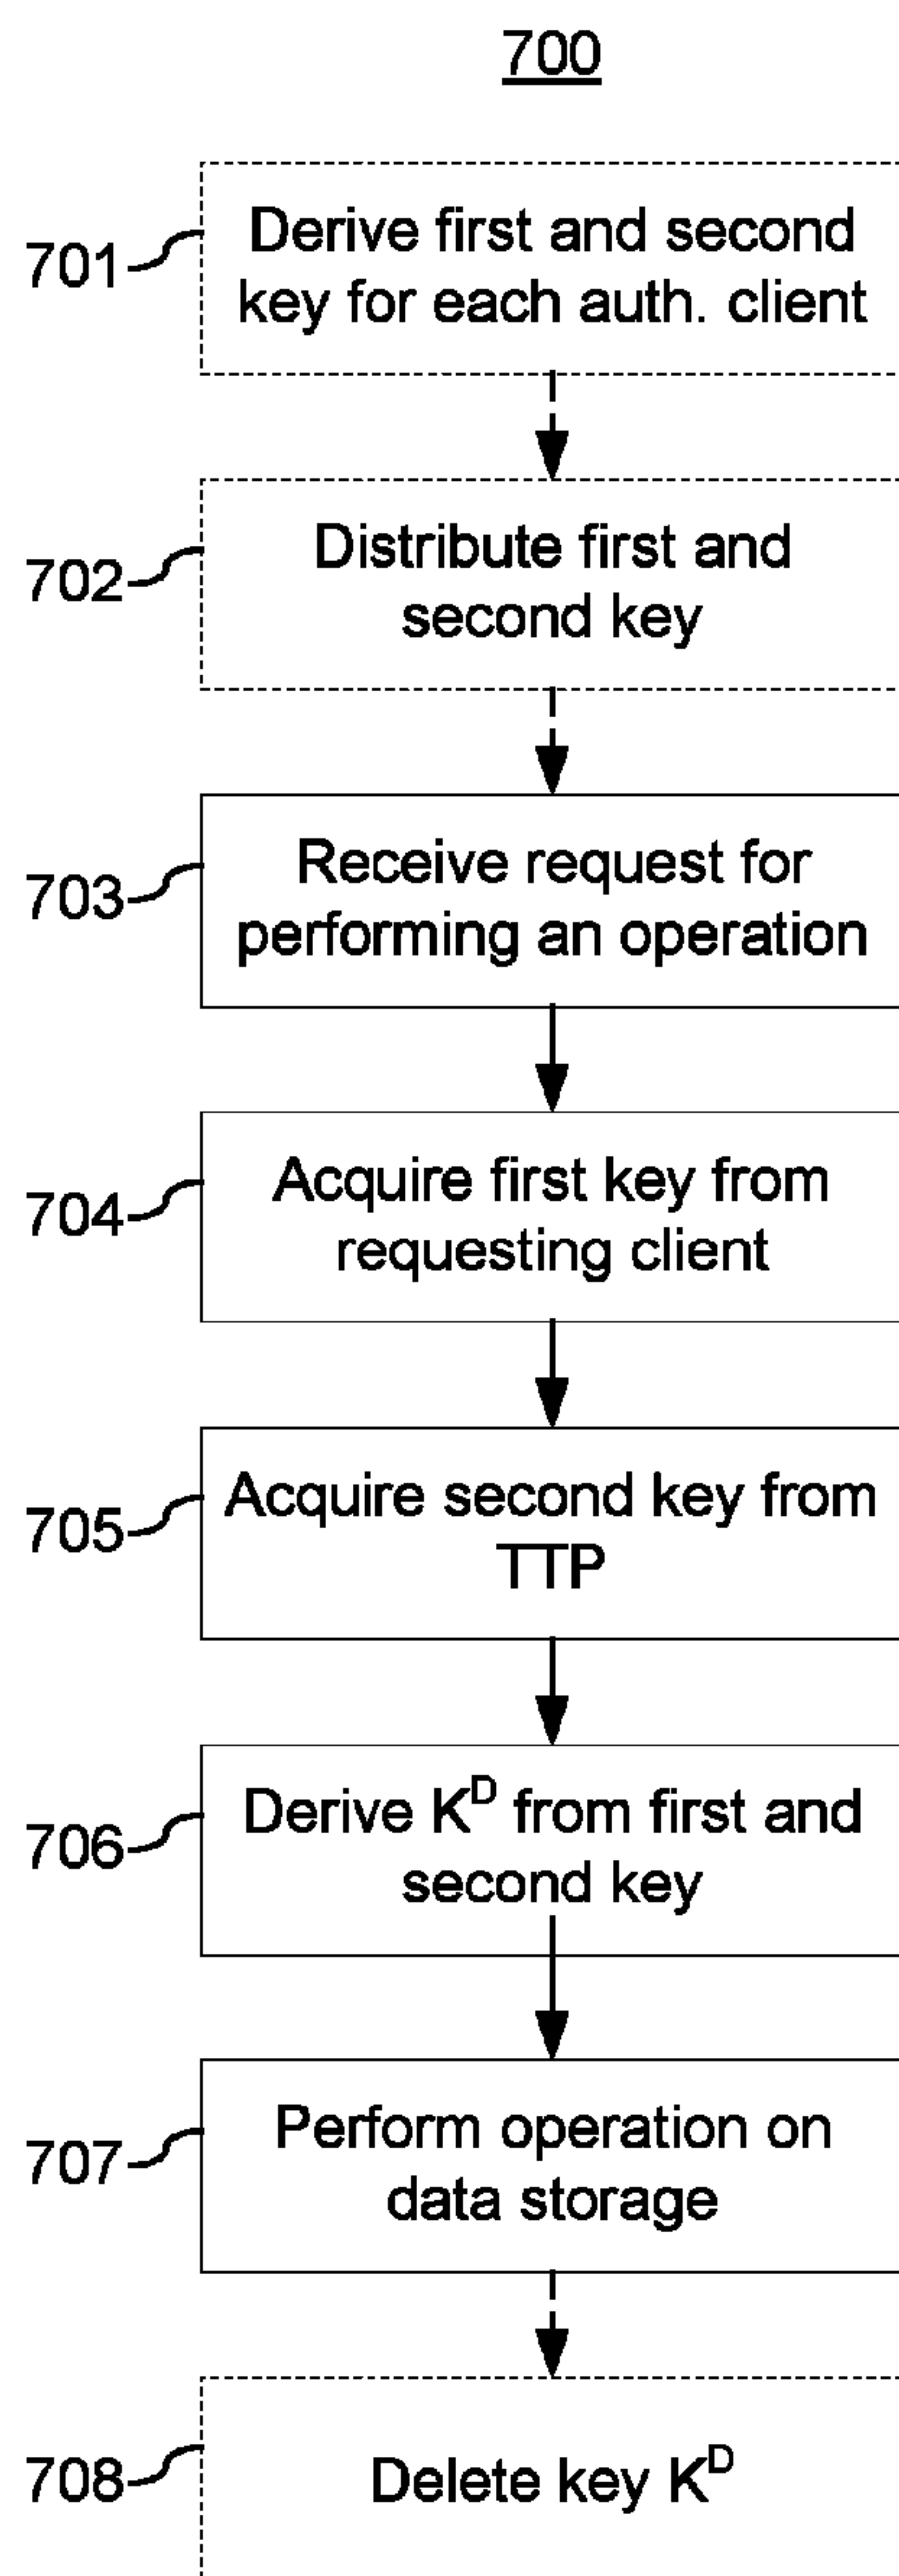 700
701
Derive first and second
key for each auth. client
702
Distribute first and
second key
703
Receive request for
performing an operation
704
Acquire first key from
requesting client
705
Acquire second key from
TTP
706
Derive Kᴰ from first and
second key
707
Perform operation on
data storage
708
Delete key Kᴰ